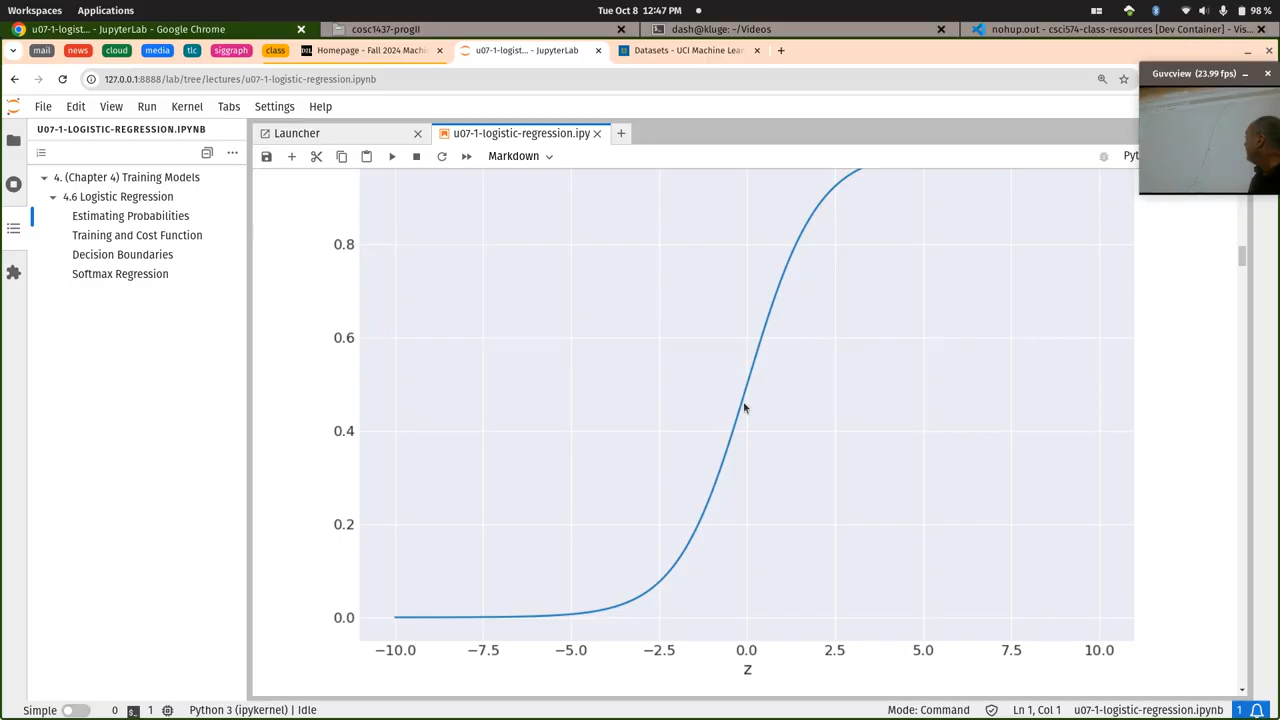 Workspaces Applications Tue Oct 8 12:47 PM 98 %
u07-1-logist... - JupyterLab - Google Chrome cosc1437-progII dash@kluge: ~/Videos nohup.out - csci574-class-resources [Dev Container] - Vis...
mail news cloud media tlc siggraph class Homepage - Fall 2024 Machi u07-1-logist... - JupyterLab Datasets - UCI Machine Lear
127.0.0.1:8888/lab/tree/lectures/u07-1-logistic-regression.ipynb
Guvcview (23.99 fps)
File Edit View Run Kernel Tabs Settings Help
U07-1-LOGISTIC-REGRESSION.IPYNB
Launcher u07-1-logistic-regression.ipy
Markdown Pyt
4. (Chapter 4) Training Models
4.6 Logistic Regression
Estimating Probabilities
Training and Cost Function
Decision Boundaries
Softmax Regression
0.8
0.6
0.4
0.2
0.0
−10.0 −7.5 −5.0 −2.5 0.0 2.5 5.0 7.5 10.0
z
Simple 0 1 Python 3 (ipykernel) | Idle Mode: Command Ln 1, Col 1 u07-1-logistic-regression.ipynb 1